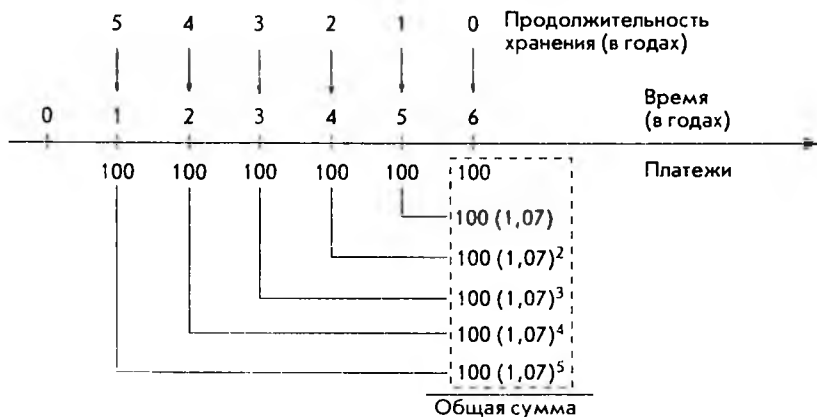 5 4 3 2 1 0 Продолжительность
хранения (в годах)
0 1 2 3 4 5 6 Время
(в годах)
100 100 100 100 100 100 Платежи
100 (1,07)
100 (1,07)²
100 (1,07)³
100 (1,07)⁴
100 (1,07)⁵
Общая сумма